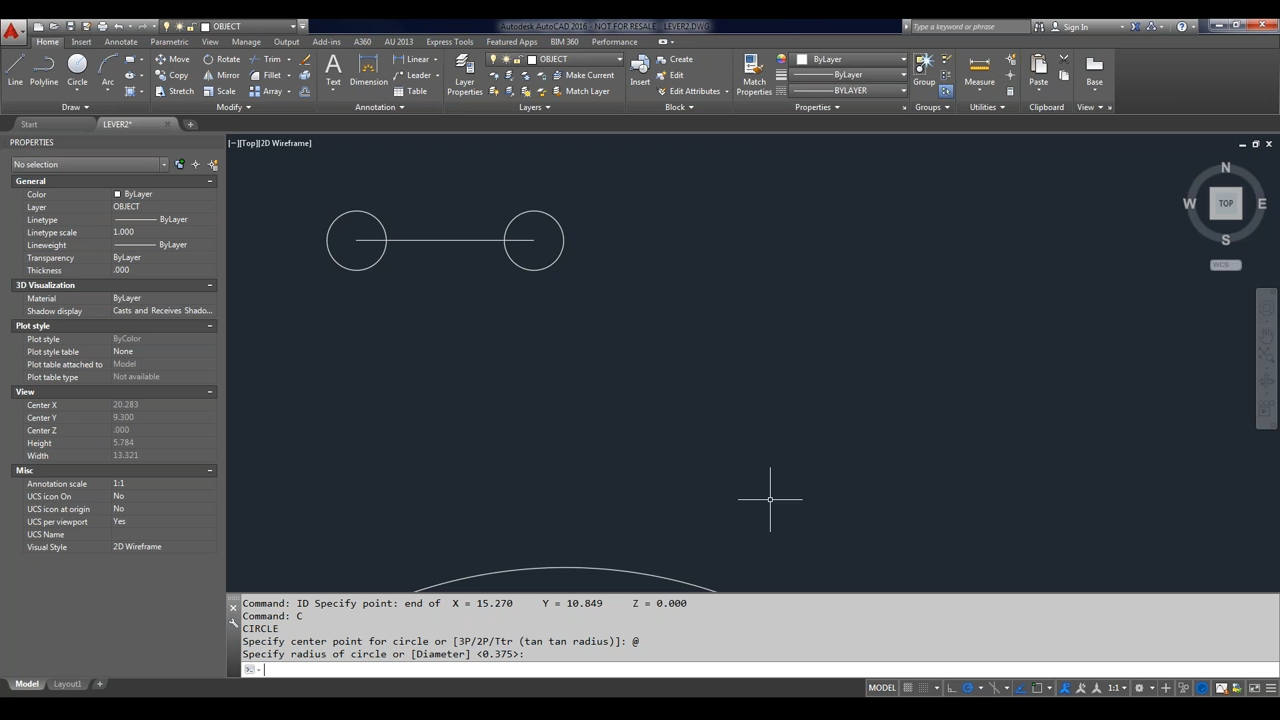 Autodesk AutoCAD 2016 - NOT FOR RESALE LEVER2.DWG
OBJECT
Type a keyword or phrase
Sign In
Home Insert Annotate Parametric View Manage Output Add-ins A360 AU 2013 Express Tools Featured Apps BIM 360 Performance
Line Polyline Circle Arc
Move Rotate Trim
Copy Mirror Fillet
Stretch Scale Array
Text Dimension
Linear
Leader
Table
Layer Properties
OBJECT
Make Current
Match Layer
Insert
Create
Edit
Edit Attributes
Match Properties
ByLayer
ByLayer
BYLAYER
Group
Measure
Paste
Base
Draw Modify Annotation Layers Block Properties Groups Utilities Clipboard View
Start LEVER2*
PROPERTIES
[−][Top][2D Wireframe]
No selection
General
Color ByLayer
Layer OBJECT
Linetype ByLayer
Linetype scale 1.000
Lineweight ByLayer
Transparency ByLayer
Thickness .000
3D Visualization
Material ByLayer
Shadow display Casts and Receives Shado...
Plot style
Plot style ByColor
Plot style table None
Plot table attached to Model
Plot table type Not available
View
Center X 20.283
Center Y 9.300
Center Z .000
Height 5.784
Width 13.321
Misc
Annotation scale 1:1
UCS icon On No
UCS icon at origin No
UCS per viewport Yes
UCS Name
Visual Style 2D Wireframe
N
W TOP E
S
WCS
Command: ID Specify point: end of X = 15.270 Y = 10.849 Z = 0.000
Command: C
CIRCLE
Specify center point for circle or [3P/2P/Ttr (tan tan radius)]: @
Specify radius of circle or [Diameter] <0.375>:
Model Layout1
MODEL 1:1